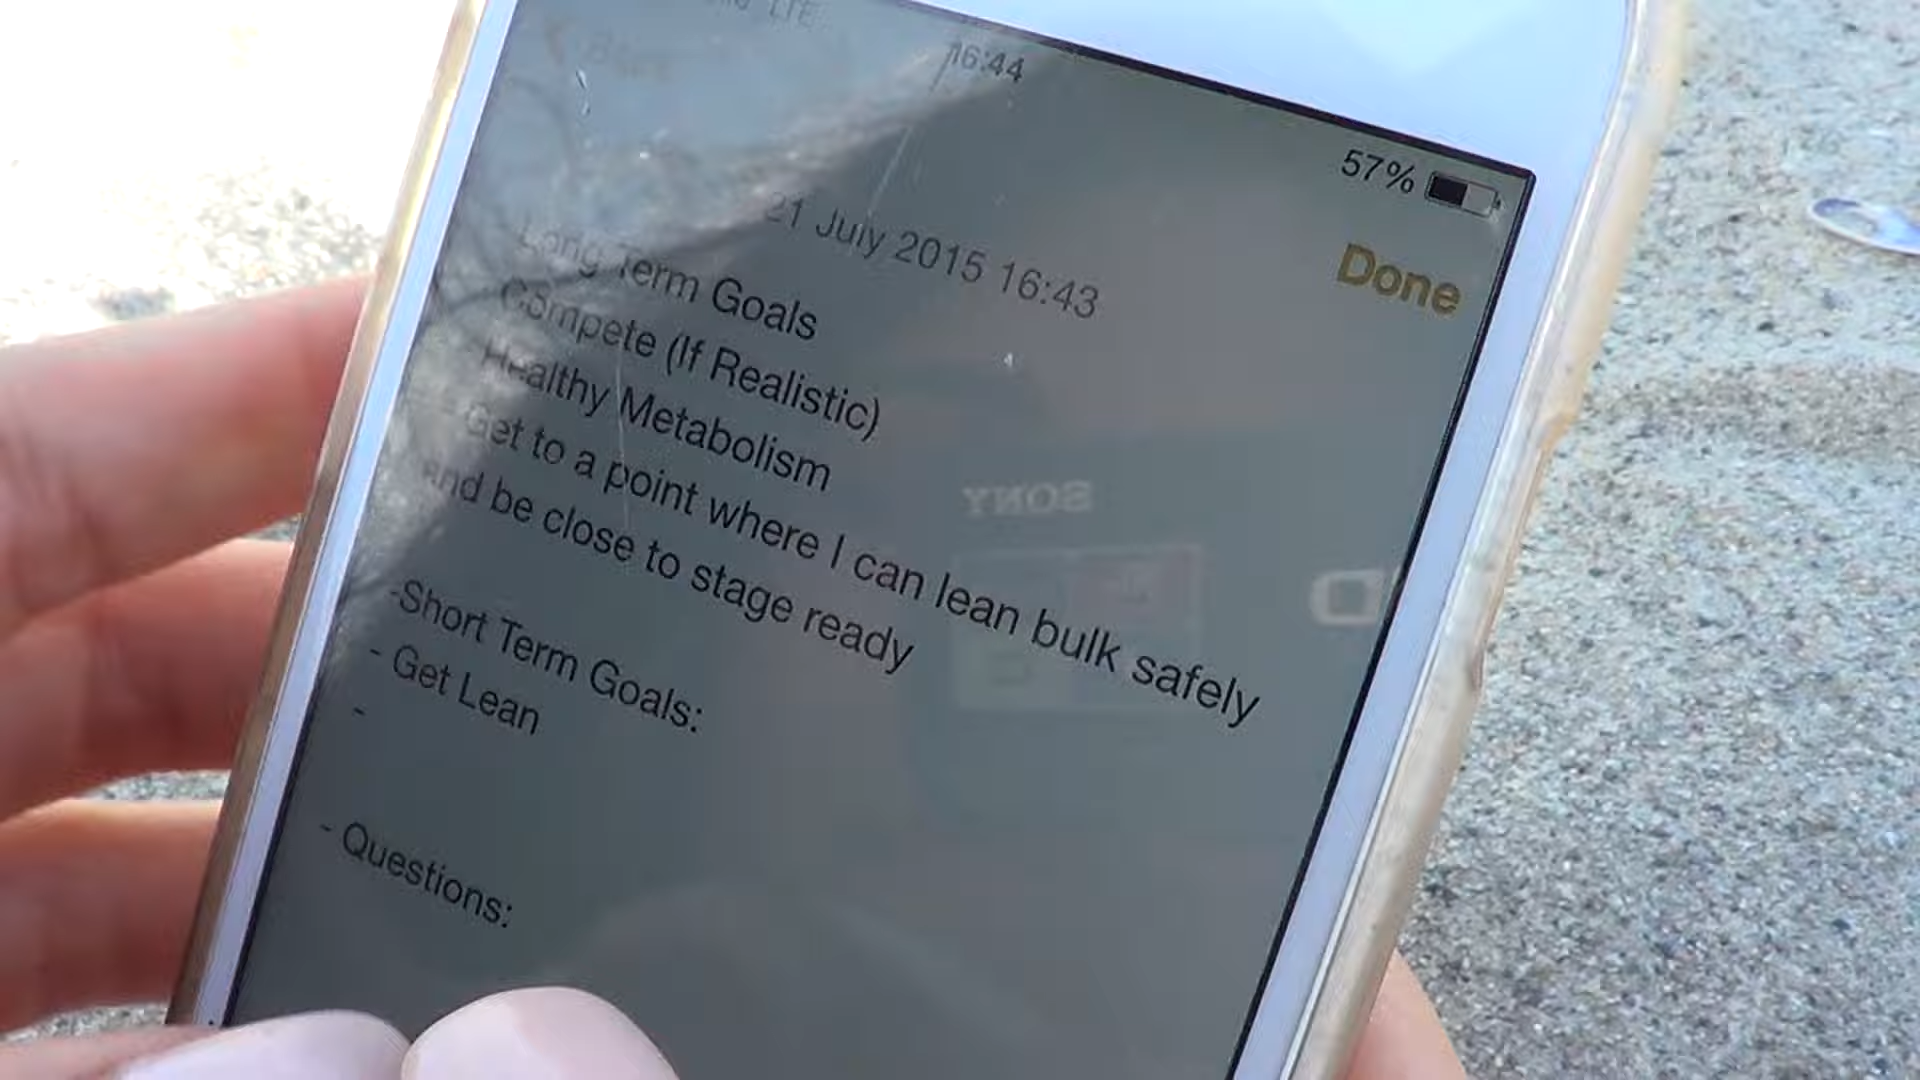 LTE
16:44
57%
Done
21 July 2015 16:43
Long Term Goals
Compete (If Realistic)
Healthy Metabolism
Get to a point where I can lean bulk safely
and be close to stage ready
-Short Term Goals:
- Get Lean
-
- Questions:
SONY